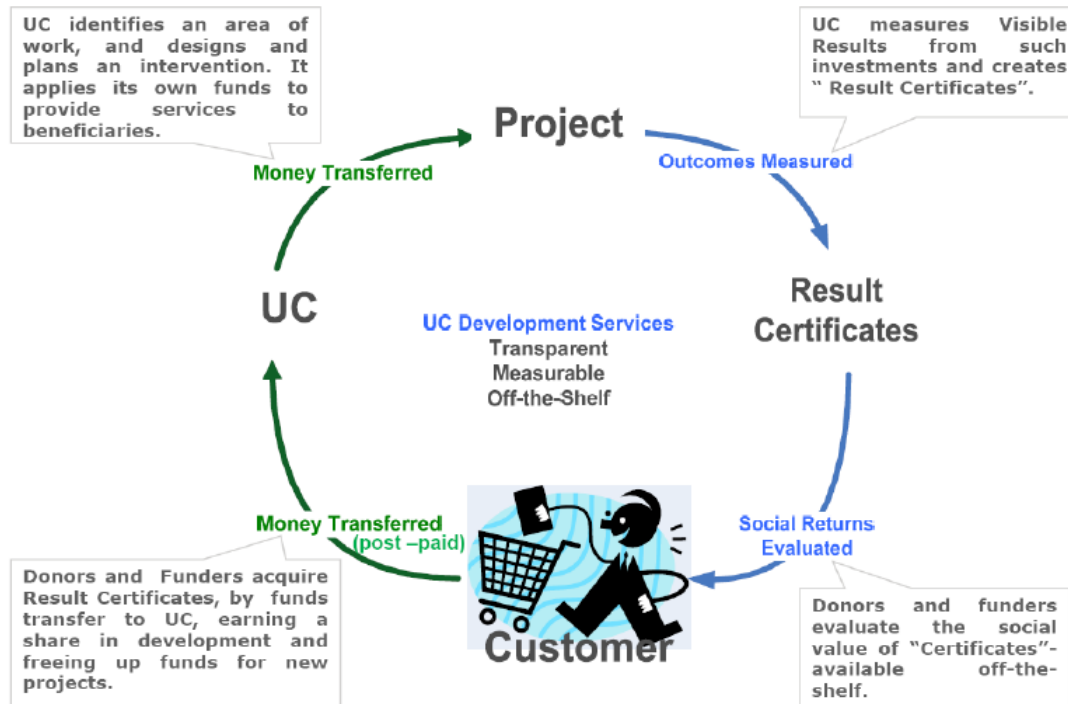 UC identifies an area of
work, and designs and
plans an intervention. It
applies its own funds to
provide services to
beneficiaries.
UC measures Visible
Results from such
investments and creates
“ Result Certificates”.
Project
Money Transferred
Outcomes Measured
UC
Result
Certificates
UC Development Services
Transparent
Measurable
Off-the-Shelf
Money Transferred
(post –paid)
Social Returns
Evaluated
Customer
Donors and Funders acquire
Result Certificates, by funds
transfer to UC, earning a
share in development and
freeing up funds for new
projects.
Donors and funders
evaluate the social
value of “Certificates”-
available off-the-
shelf.